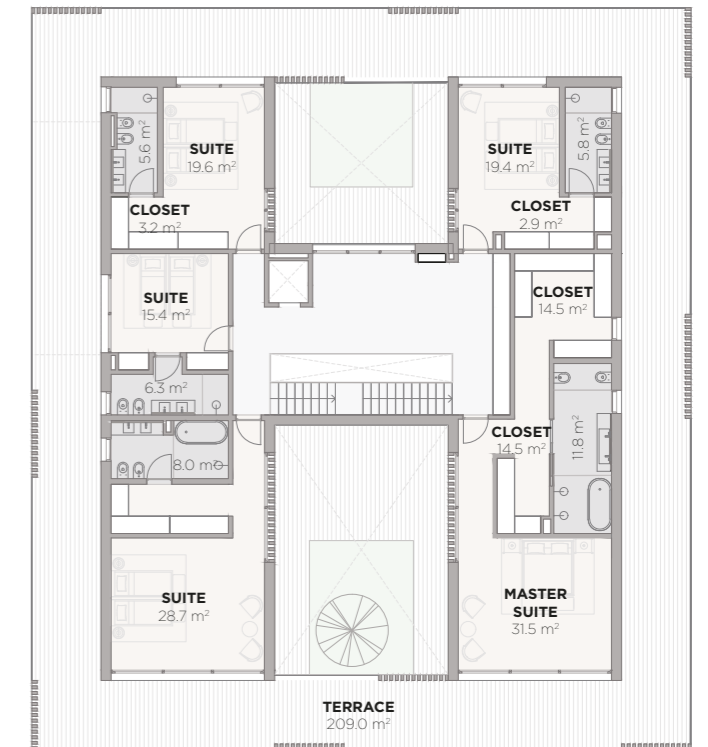 SUITE
19.6 m²
5.6 m²
CLOSET
3.2 m²
SUITE
19.4 m²
5.8 m²
CLOSET
2.9 m²
SUITE
15.4 m²
6.3 m²
CLOSET
14.5 m²
CLOSET
14.5 m²
11.8 m²
8.0 m²
SUITE
28.7 m²
MASTER
SUITE
31.5 m²
TERRACE
209.0 m²